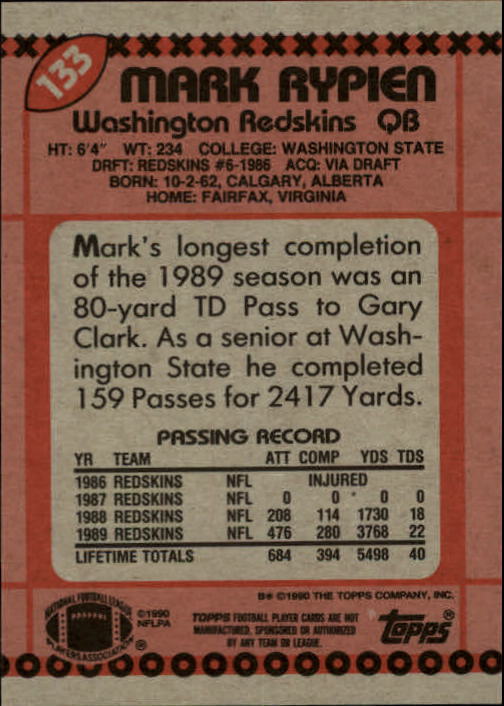 133
MARK RYPIEN
Washington Redskins QB
HT: 6'4" WT: 234 COLLEGE: WASHINGTON STATE
DRFT: REDSKINS #6-1986 ACQ: VIA DRAFT
BORN: 10-2-62, CALGARY, ALBERTA
HOME: FAIRFAX, VIRGINIA
Mark's longest completion
of the 1989 season was an
80-yard TD Pass to Gary
Clark. As a senior at Wash-
ington State he completed
159 Passes for 2417 Yards.
PASSING RECORD
YR TEAM ATT COMP YDS TDS
1986 REDSKINS NFL INJURED
1987 REDSKINS NFL 0 0 0 0
1988 REDSKINS NFL 208 114 1730 18
1989 REDSKINS NFL 476 280 3768 22
LIFETIME TOTALS 684 394 5498 40
B* ©1990 THE TOPPS COMPANY, INC.
NATIONAL FOOTBALL LEAGUE
PLAYERS ASSOCIATION ®
©1990
NFLPA
TOPPS FOOTBALL PLAYER CARDS ARE NOT
MANUFACTURED, SPONSORED OR AUTHORIZED
BY ANY TEAM OR LEAGUE.
topps®